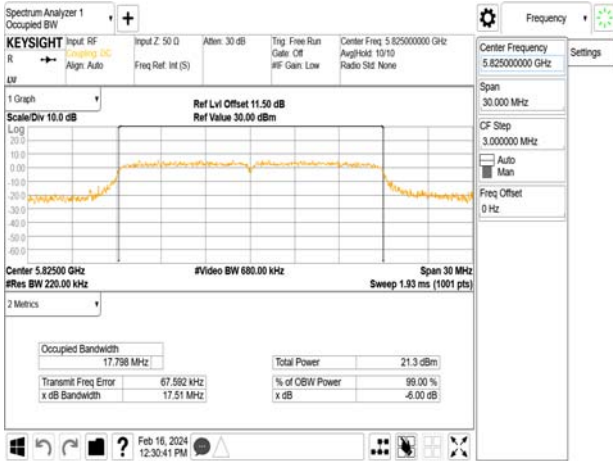 Spectrum Analyzer 1
Occupied BW
+
KEYSIGHT
R
LVI
Input: RF
Coupling: DC
Align: Auto
Input Z: 50 Ω
Freq Ref: Int (S)
Atten: 30 dB
Trig: Free Run
Gate: Off
#IF Gain: Low
Center Freq: 5.825000000 GHz
Avg|Hold: 10/10
Radio Std: None
1 Graph
Scale/Div 10.0 dB
Ref Lvl Offset 11.50 dB
Ref Value 30.00 dBm
Log
20.0
10.0
0.00
-10.0
-20.0
-30.0
-40.0
-50.0
-60.0
Center 5.82500 GHz
#Res BW 220.00 kHz
#Video BW 680.00 kHz
Span 30 MHz
Sweep 1.93 ms (1001 pts)
2 Metrics
Occupied Bandwidth
17.798 MHz
Transmit Freq Error 67.592 kHz
x dB Bandwidth 17.51 MHz
Total Power 21.3 dBm
% of OBW Power 99.00 %
x dB -6.00 dB
?
Feb 16, 2024
12:30:41 PM
Frequency
Center Frequency
5.825000000 GHz
Span
30.000 MHz
CF Step
3.000000 MHz
Auto
Man
Freq Offset
0 Hz
Settings